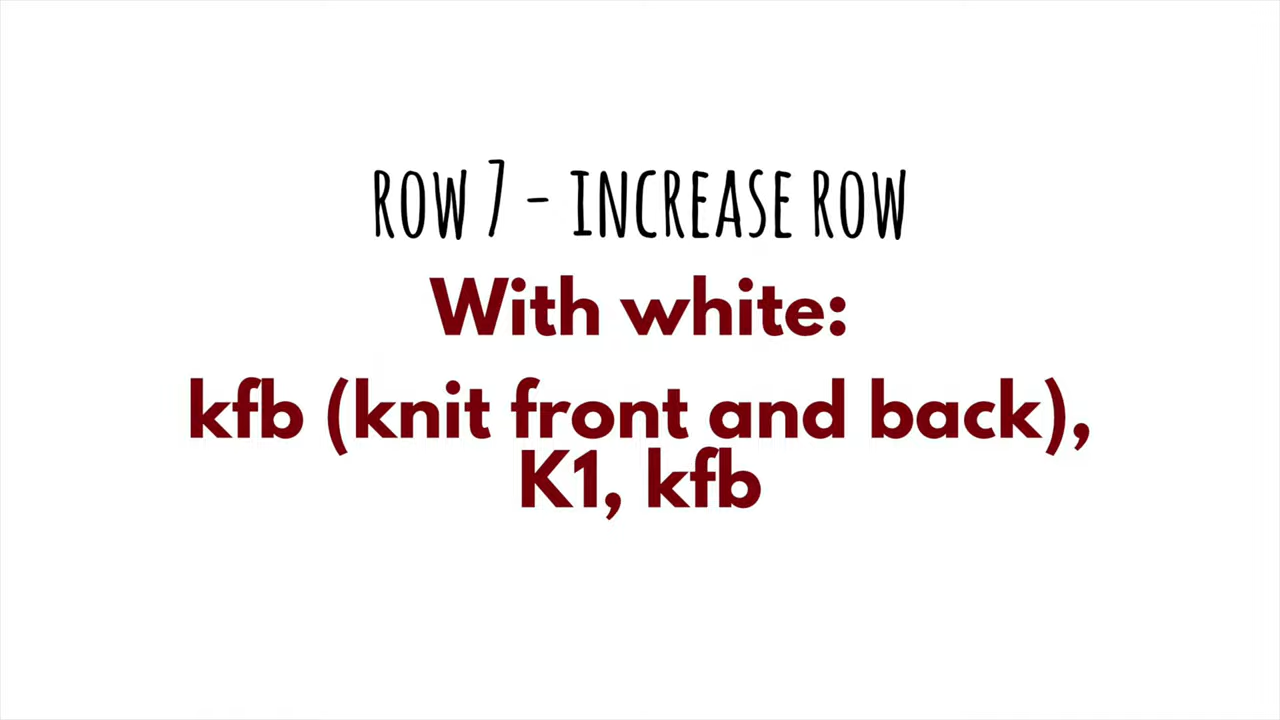 ROW 7 - INCREASE ROW
With white:
kfb (knit front and back),
K1, kfb